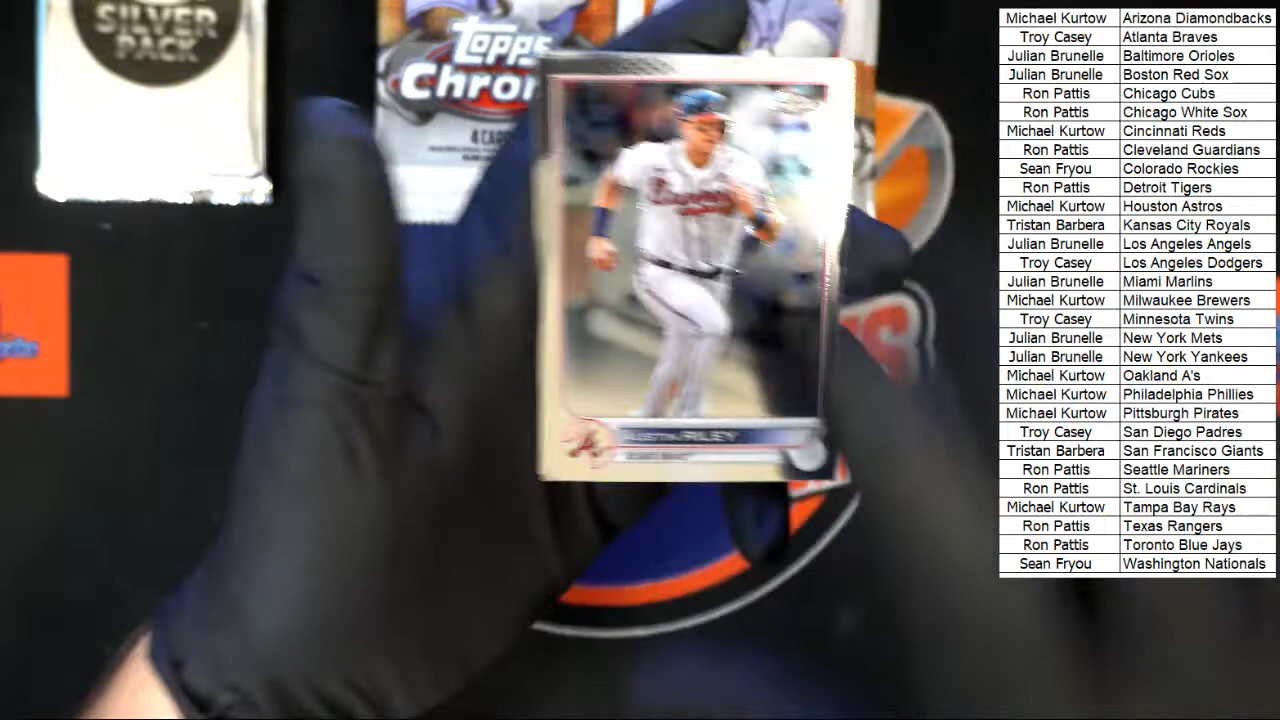 SILVER
PACK
Topps
Chro
4 CAR
Braves
AUSTIN RILEY
Michael Kurtow Arizona Diamondbacks
Troy Casey Atlanta Braves
Julian Brunelle Baltimore Orioles
Julian Brunelle Boston Red Sox
Ron Pattis Chicago Cubs
Ron Pattis Chicago White Sox
Michael Kurtow Cincinnati Reds
Ron Pattis Cleveland Guardians
Sean Fryou Colorado Rockies
Ron Pattis Detroit Tigers
Michael Kurtow Houston Astros
Tristan Barbera Kansas City Royals
Julian Brunelle Los Angeles Angels
Troy Casey Los Angeles Dodgers
Julian Brunelle Miami Marlins
Michael Kurtow Milwaukee Brewers
Troy Casey Minnesota Twins
Julian Brunelle New York Mets
Julian Brunelle New York Yankees
Michael Kurtow Oakland A's
Michael Kurtow Philadelphia Phillies
Michael Kurtow Pittsburgh Pirates
Troy Casey San Diego Padres
Tristan Barbera San Francisco Giants
Ron Pattis Seattle Mariners
Ron Pattis St. Louis Cardinals
Michael Kurtow Tampa Bay Rays
Ron Pattis Texas Rangers
Ron Pattis Toronto Blue Jays
Sean Fryou Washington Nationals